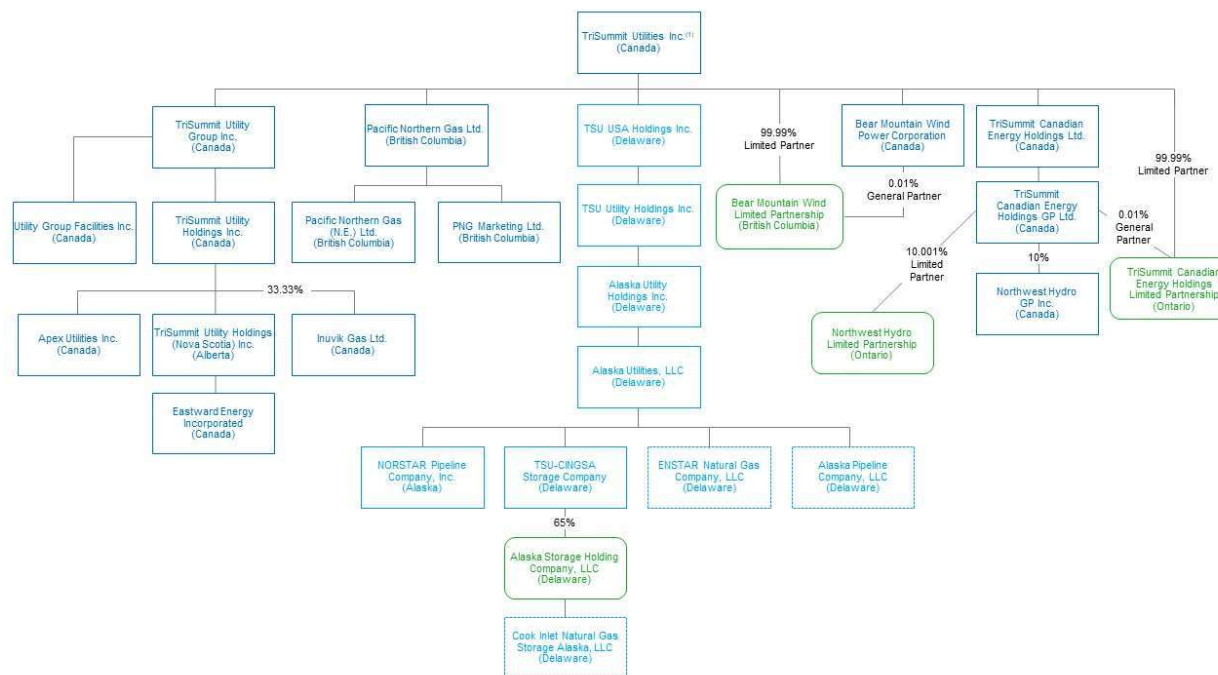 TriSummit Utilities Inc.(1)
(Canada)
TriSummit Utility
Group Inc.
(Canada)
Pacific Northern Gas Ltd.
(British Columbia)
TSU USA Holdings Inc.
(Delaware)
99.99%
Limited Partner
Bear Mountain Wind
Power Corporation
(Canada)
TriSummit Canadian
Energy Holdings Ltd.
(Canada)
99.99%
Limited Partner
0.01%
General Partner
Utility Group Facilities Inc.
(Canada)
TriSummit Utility
Holdings Inc.
(Canada)
Pacific Northern Gas
(N.E.) Ltd.
(British Columbia)
PNG Marketing Ltd.
(British Columbia)
TSU Utility Holdings Inc.
(Delaware)
Bear Mountain Wind
Limited Partnership
(British Columbia)
TriSummit
Canadian Energy
Holdings GP Ltd.
(Canada)
0.01%
General
Partner
10.001%
Limited
Partner
10%
TriSummit Canadian
Energy Holdings
Limited Partnership
(Ontario)
33.33%
Alaska Utility
Holdings Inc.
(Delaware)
Northwest Hydro
GP Inc.
(Canada)
Apex Utilities Inc.
(Canada)
TriSummit Utility Holdings
(Nova Scotia) Inc.
(Alberta)
Inuvik Gas Ltd.
(Canada)
Northwest Hydro
Limited Partnership
(Ontario)
Alaska Utilities, LLC
(Delaware)
Eastward Energy
Incorporated
(Canada)
NORSTAR Pipeline
Company, Inc.
(Alaska)
TSU-CINGSA
Storage Company
(Delaware)
ENSTAR Natural Gas
Company, LLC
(Delaware)
Alaska Pipeline
Company, LLC
(Delaware)
65%
Alaska Storage Holding
Company, LLC
(Delaware)
Cook Inlet Natural Gas
Storage Alaska, LLC
(Delaware)